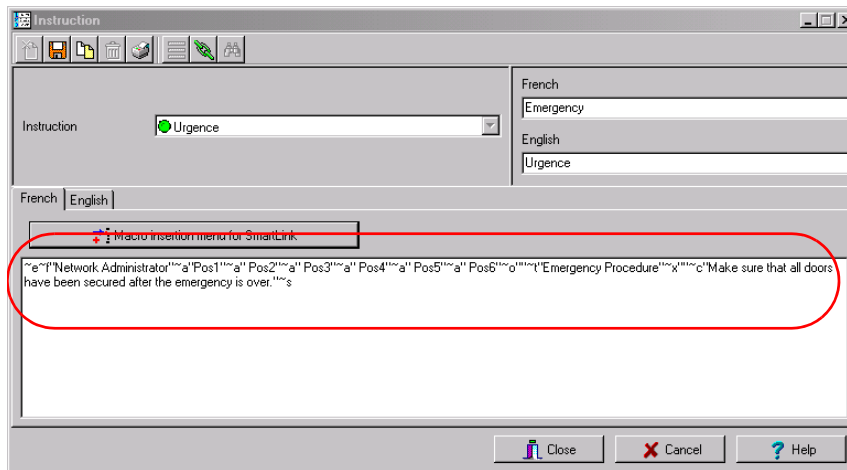 Instruction
French
Emergency
Instruction
Urgence
English
Urgence
French
English
Macro insertion menu for SmartLink
~e~f"Network Administrator"~a"Pos1"~a" Pos2"~a" Pos3"~a" Pos4"~a" Pos5"~a" Pos6"~o""~t"Emergency Procedure"~x""~c"Make sure that all doors
have been secured after the emergency is over."~s
Close
Cancel
Help